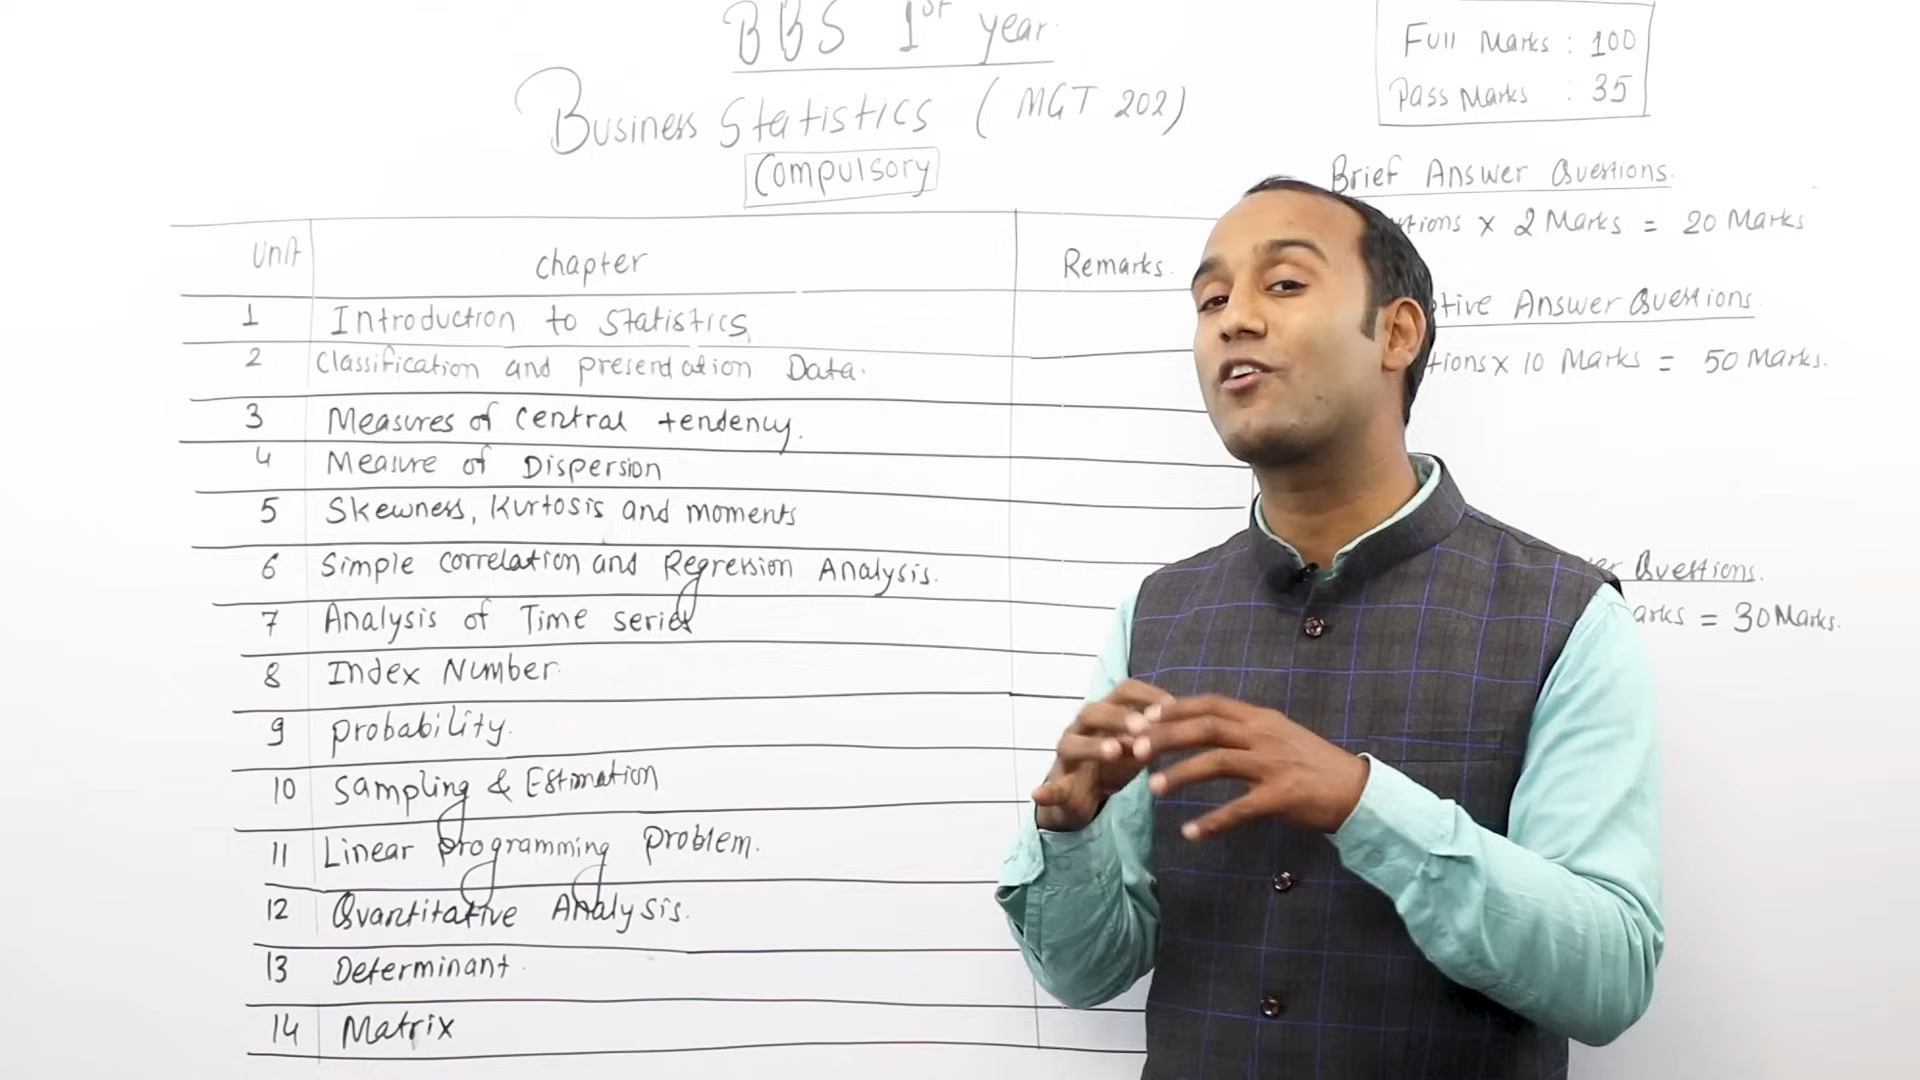 BBS 1st year
Business Statistics (MGT 202)
Compulsory
Full Marks : 100
Pass Marks : 35
Unit chapter Remarks.
1 Introduction to Statistics
2 Classification and presentation Data.
3 Measures of central tendency.
4 Measure of Dispersion
5 Skewness, Kurtosis and moments
6 Simple correlation and Regression Analysis.
7 Analysis of Time series
8 Index Number.
9 probability.
10 Sampling & Estimation
11 Linear programming problem.
12 Quantitative Analysis.
13 Determinant.
14 Matrix
Brief Answer Questions.
x 2 Marks = 20 Marks
Answer Questions.
x 10 Marks = 50 Marks.
Questions.
= 30 Marks.